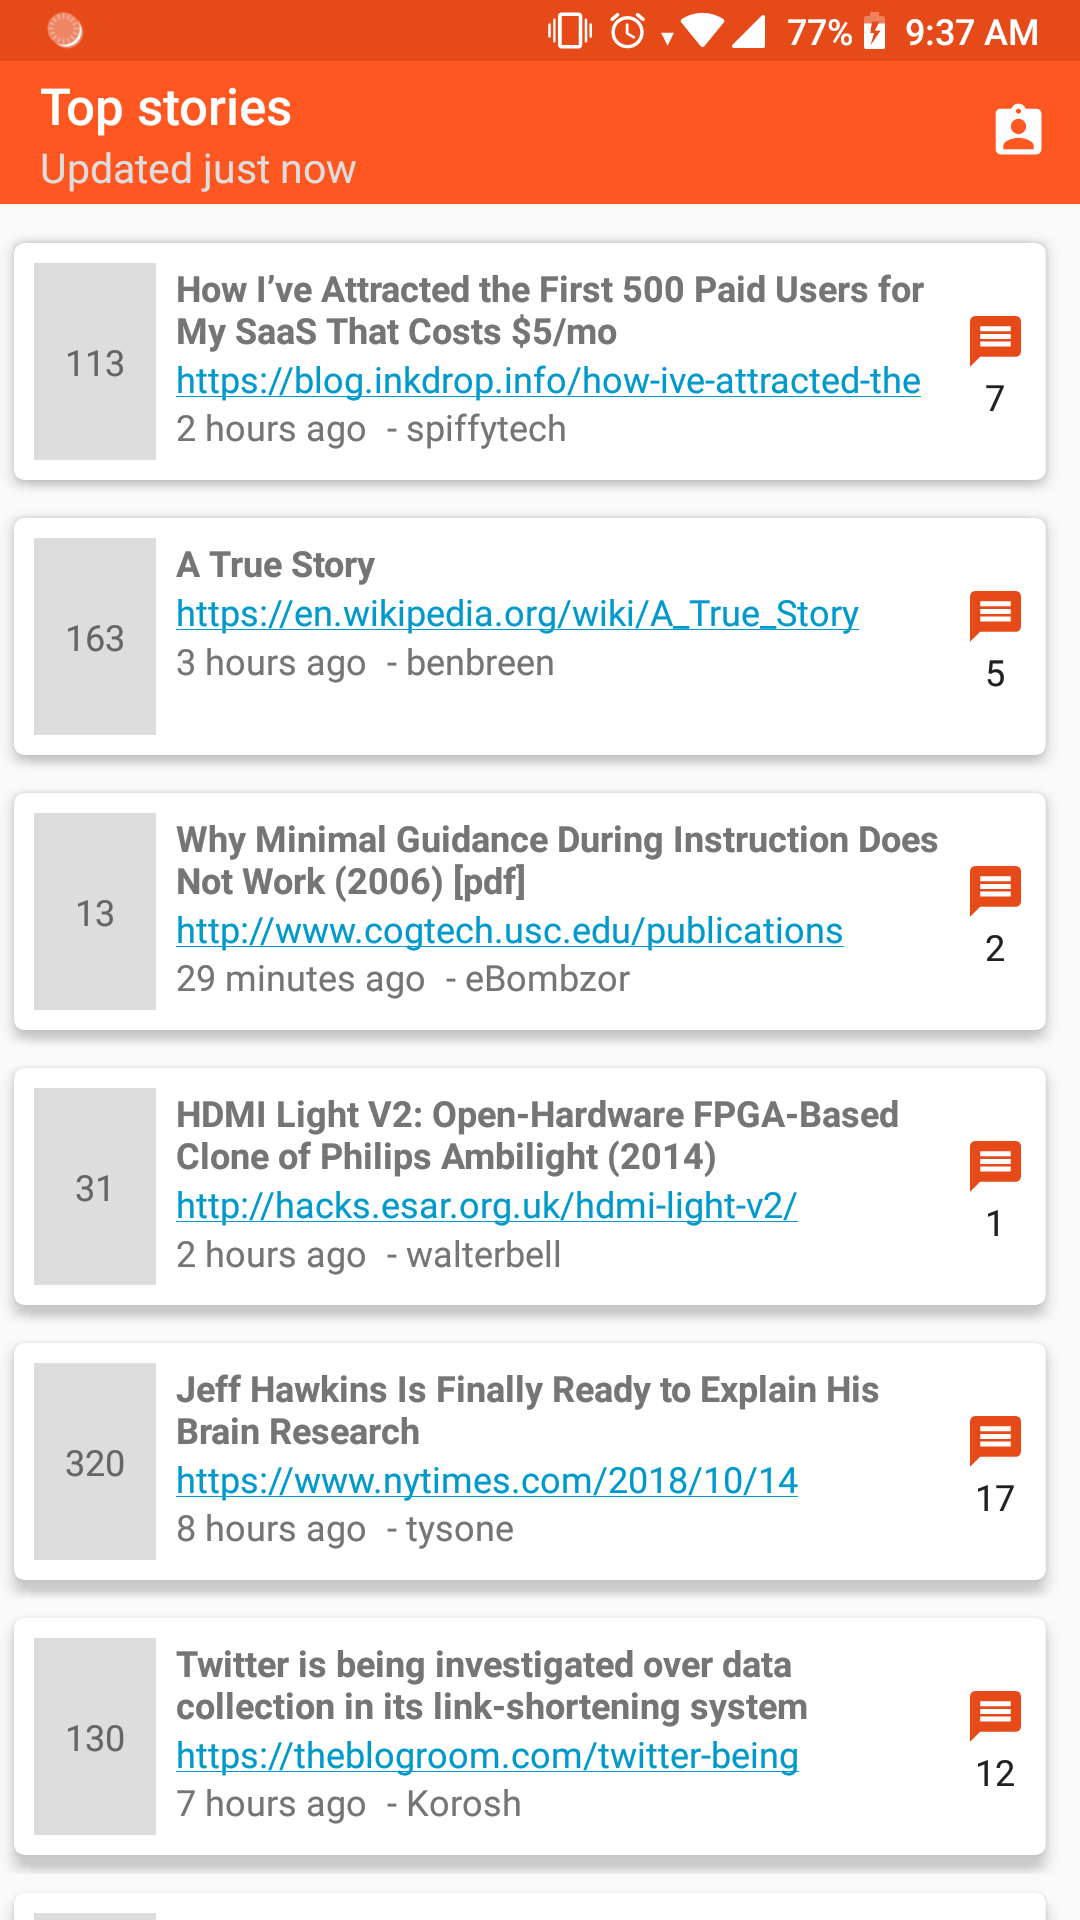 77% 9:37 AM
Top stories
Updated just now
113
How I’ve Attracted the First 500 Paid Users for
My SaaS That Costs $5/mo
https://blog.inkdrop.info/how-ive-attracted-the
2 hours ago - spiffytech
7
163
A True Story
https://en.wikipedia.org/wiki/A_True_Story
3 hours ago - benbreen
5
13
Why Minimal Guidance During Instruction Does
Not Work (2006) [pdf]
http://www.cogtech.usc.edu/publications
29 minutes ago - eBombzor
2
31
HDMI Light V2: Open-Hardware FPGA-Based
Clone of Philips Ambilight (2014)
http://hacks.esar.org.uk/hdmi-light-v2/
2 hours ago - walterbell
1
320
Jeff Hawkins Is Finally Ready to Explain His
Brain Research
https://www.nytimes.com/2018/10/14
8 hours ago - tysone
17
130
Twitter is being investigated over data
collection in its link-shortening system
https://theblogroom.com/twitter-being
7 hours ago - Korosh
12